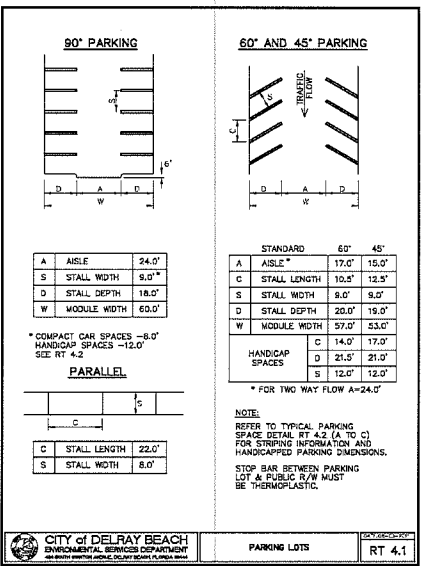 90° PARKING
S
6'
D A D
W
A AISLE 24.0'
S STALL WIDTH 9.0'*
D STALL DEPTH 18.0'
W MODULE WIDTH 60.0'
* COMPACT CAR SPACES -8.0'
HANDICAP SPACES -12.0'
SEE RT 4.2
PARALLEL
S
C
C STALL LENGTH 22.0'
S STALL WIDTH 8.0'
60° AND 45° PARKING
S
TRAFFIC
FLOW
C
D A D
W
STANDARD 60° 45°
A AISLE * 17.0' 15.0'
C STALL LENGTH 10.5' 12.5'
S STALL WIDTH 9.0' 9.0'
D STALL DEPTH 20.0' 19.0'
W MODULE WIDTH 57.0' 53.0'
HANDICAP
SPACES
C 14.0' 17.0'
D 21.5' 21.0'
S 12.0' 12.0'
* FOR TWO WAY FLOW A=24.0'
NOTE:
REFER TO TYPICAL PARKING
SPACE DETAIL RT 4.2 (A TO C)
FOR STRIPING INFORMATION AND
HANDICAPPED PARKING DIMENSIONS.
STOP BAR BETWEEN PARKING
LOT & PUBLIC R/W MUST
BE THERMOPLASTIC.
CITY of DELRAY BEACH
ENVIRONMENTAL SERVICES DEPARTMENT
AVENUE, DELRAY BEACH, FLORIDA
PARKING LOTS
RT 4.1